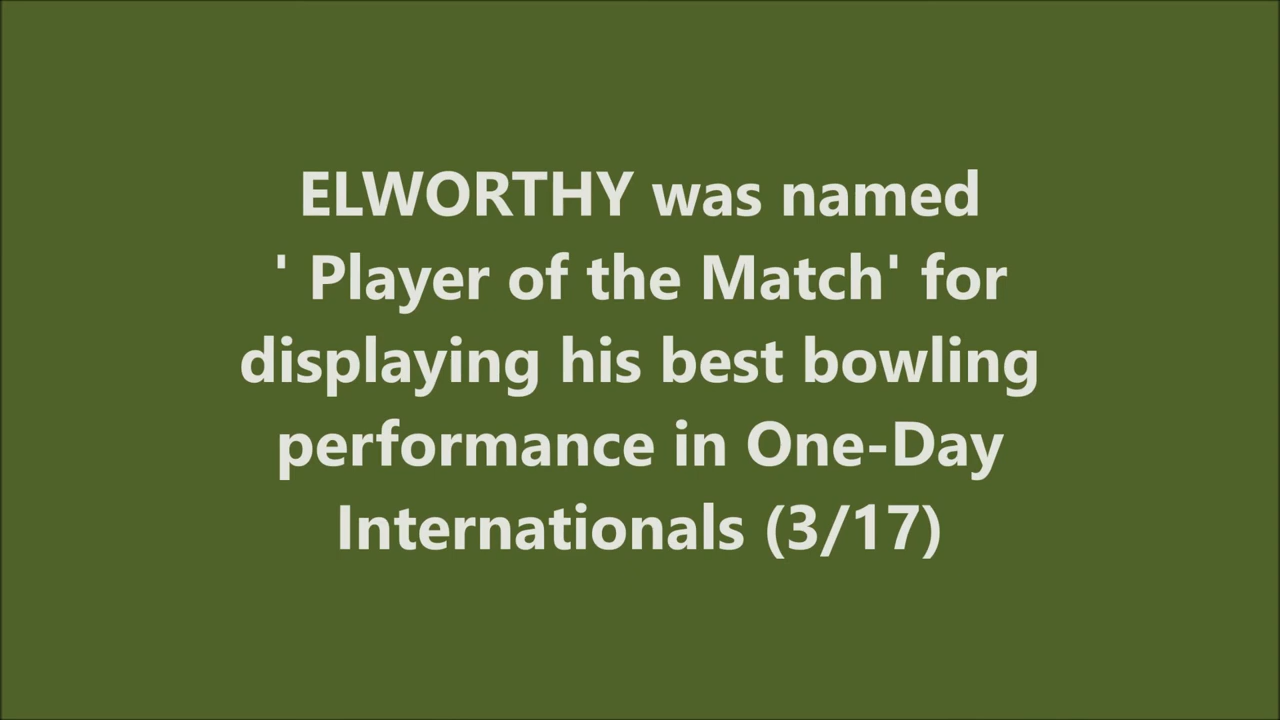 ELWORTHY was named
' Player of the Match' for
displaying his best bowling
performance in One-Day
Internationals (3/17)